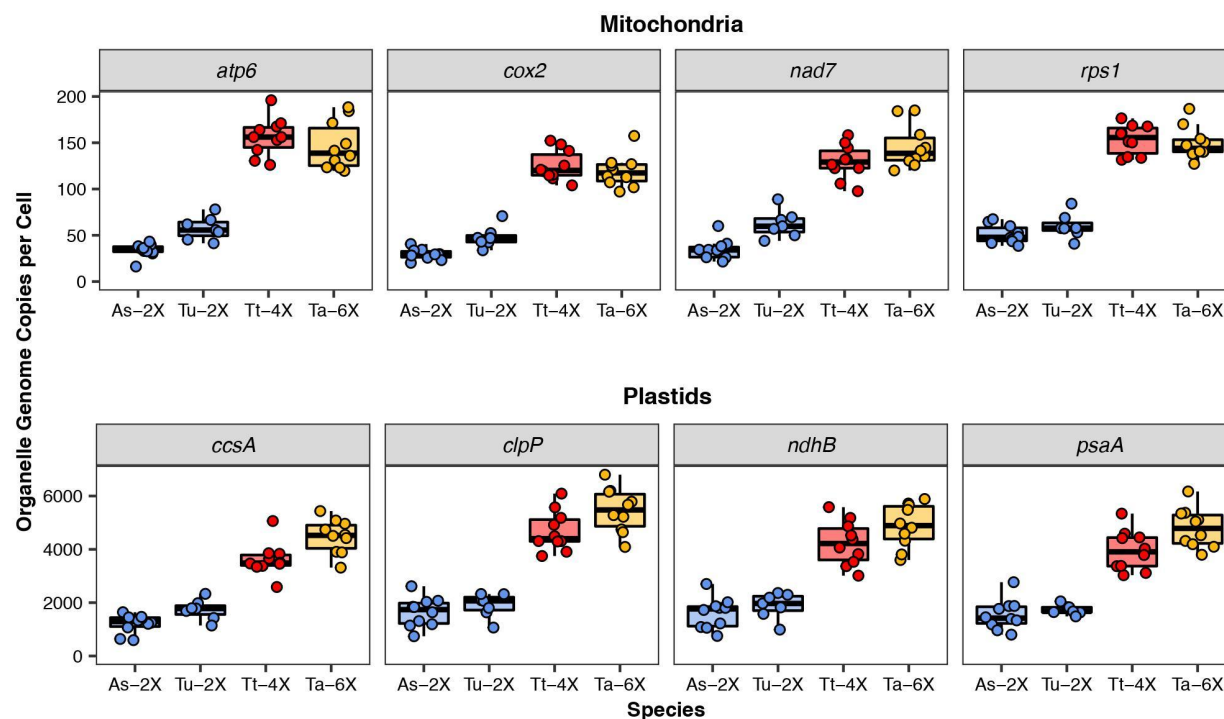 Mitochondria
atp6 cox2 nad7 rps1
200
150
100
50
0
As−2X Tu−2X Tt−4X Ta−6X As−2X Tu−2X Tt−4X Ta−6X As−2X Tu−2X Tt−4X Ta−6X As−2X Tu−2X Tt−4X Ta−6X
Organelle Genome Copies per Cell
Plastids
ccsA clpP ndhB psaA
6000
4000
2000
0
As−2X Tu−2X Tt−4X Ta−6X As−2X Tu−2X Tt−4X Ta−6X As−2X Tu−2X Tt−4X Ta−6X As−2X Tu−2X Tt−4X Ta−6X
Species